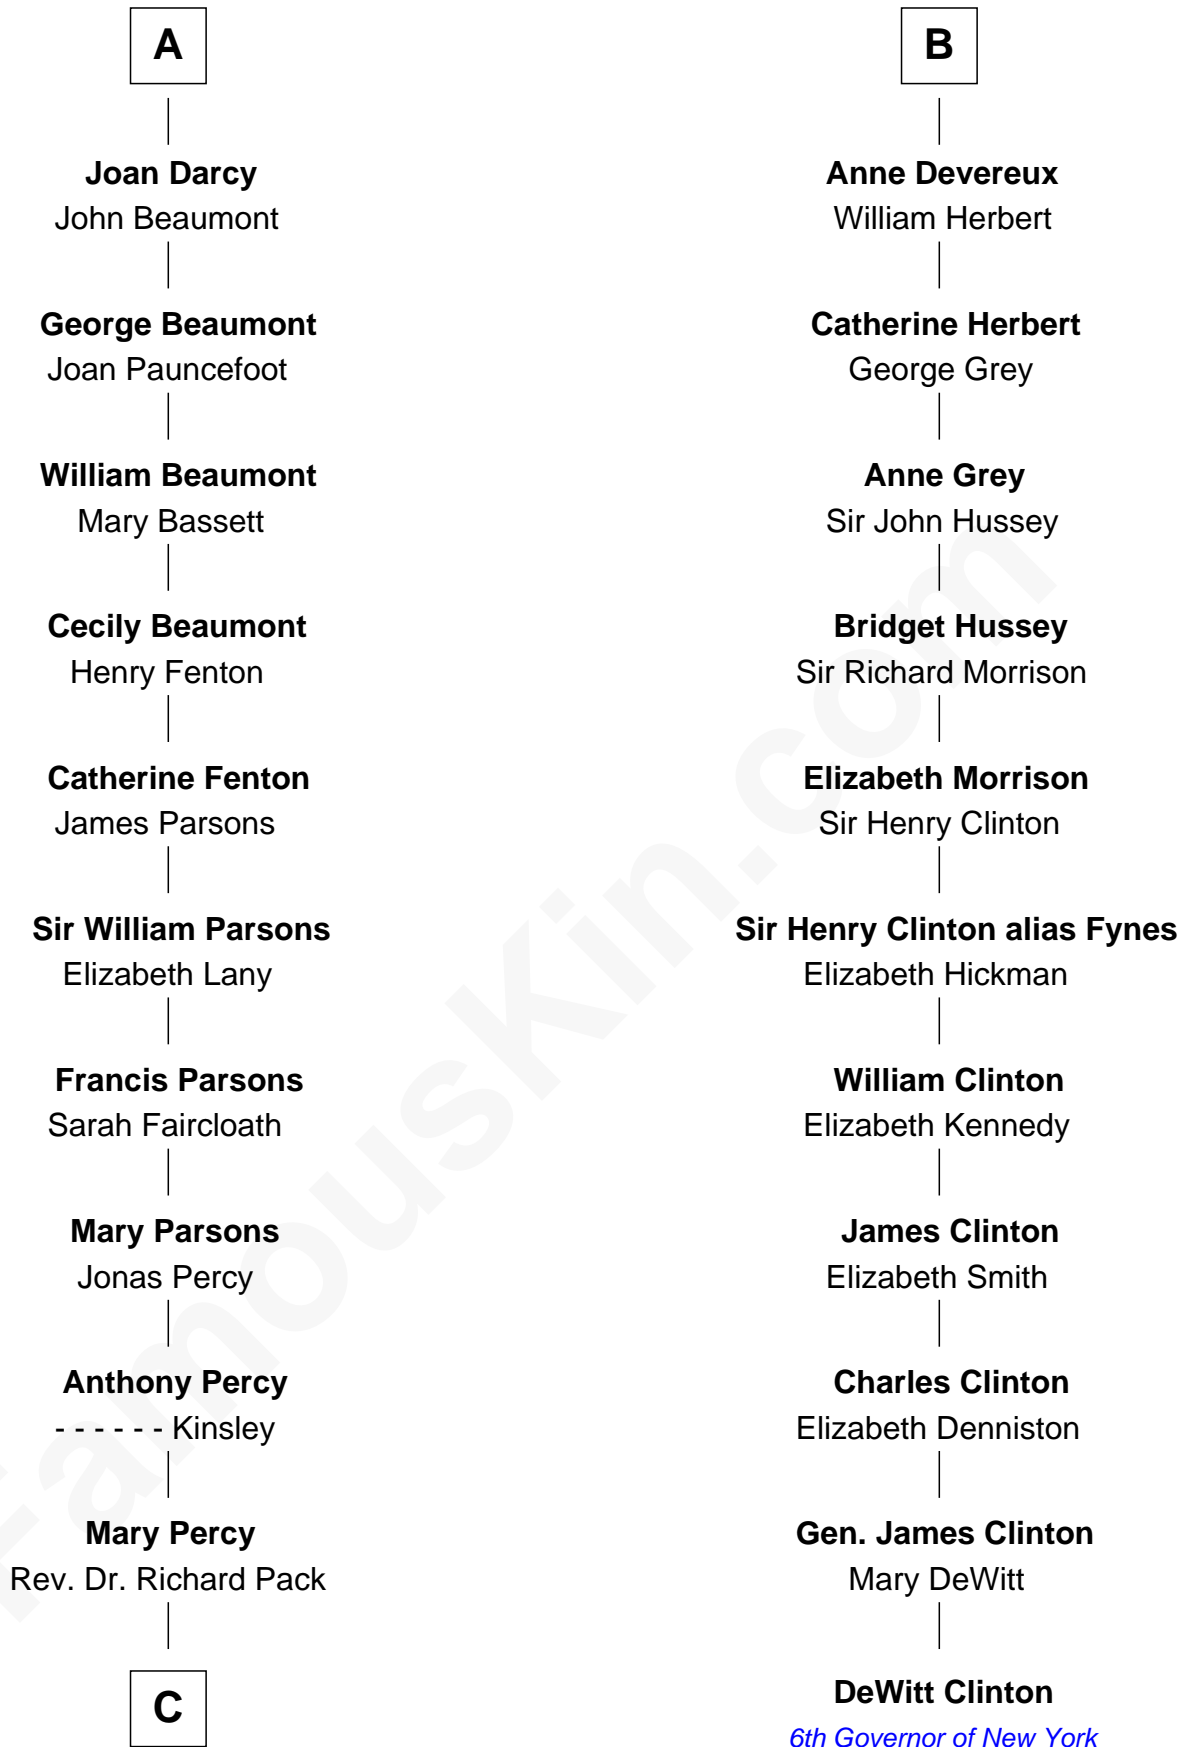 A
Joan Darcy
John Beaumont
George Beaumont
Joan Pauncefoot
William Beaumont
Mary Bassett
Cecily Beaumont
Henry Fenton
Catherine Fenton
James Parsons
Sir William Parsons
Elizabeth Lany
Francis Parsons
Sarah Faircloath
Mary Parsons
Jonas Percy
Anthony Percy
- - - - - - Kinsley
Mary Percy
Rev. Dr. Richard Pack
C
B
Anne Devereux
William Herbert
Catherine Herbert
George Grey
Anne Grey
Sir John Hussey
Bridget Hussey
Sir Richard Morrison
Elizabeth Morrison
Sir Henry Clinton
Sir Henry Clinton alias Fynes
Elizabeth Hickman
William Clinton
Elizabeth Kennedy
James Clinton
Elizabeth Smith
Charles Clinton
Elizabeth Denniston
Gen. James Clinton
Mary DeWitt
DeWitt Clinton
6th Governor of New York
FamousKin.com